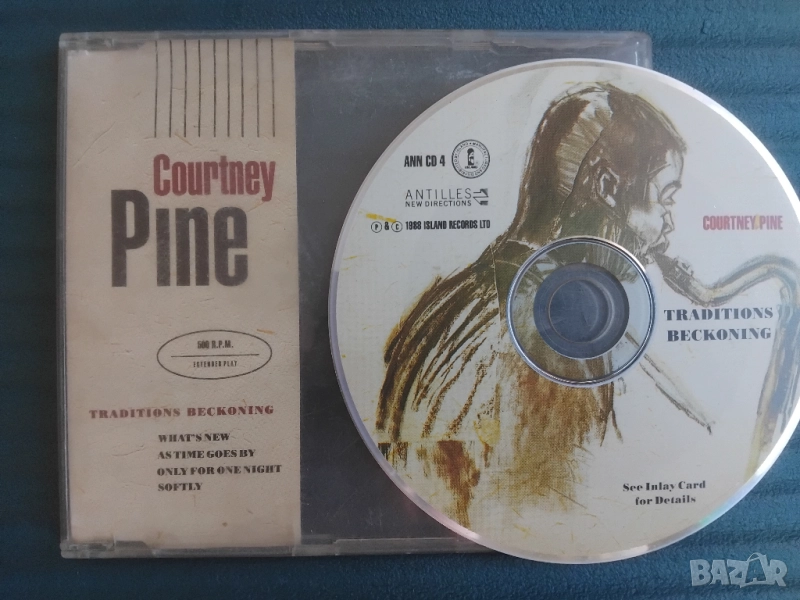 Courtney
Pine
500 R.P.M.
EXTENDED PLAY
TRADITIONS BECKONING
WHAT'S NEW
AS TIME GOES BY
ONLY FOR ONE NIGHT
SOFTLY
ANN CD 4
ANTILLES
NEW DIRECTIONS
Ⓟ & Ⓒ 1988 ISLAND RECORDS LTD
COURTNEY PINE
TRADITIONS
BECKONING
See Inlay Card
for Details
BAZAR